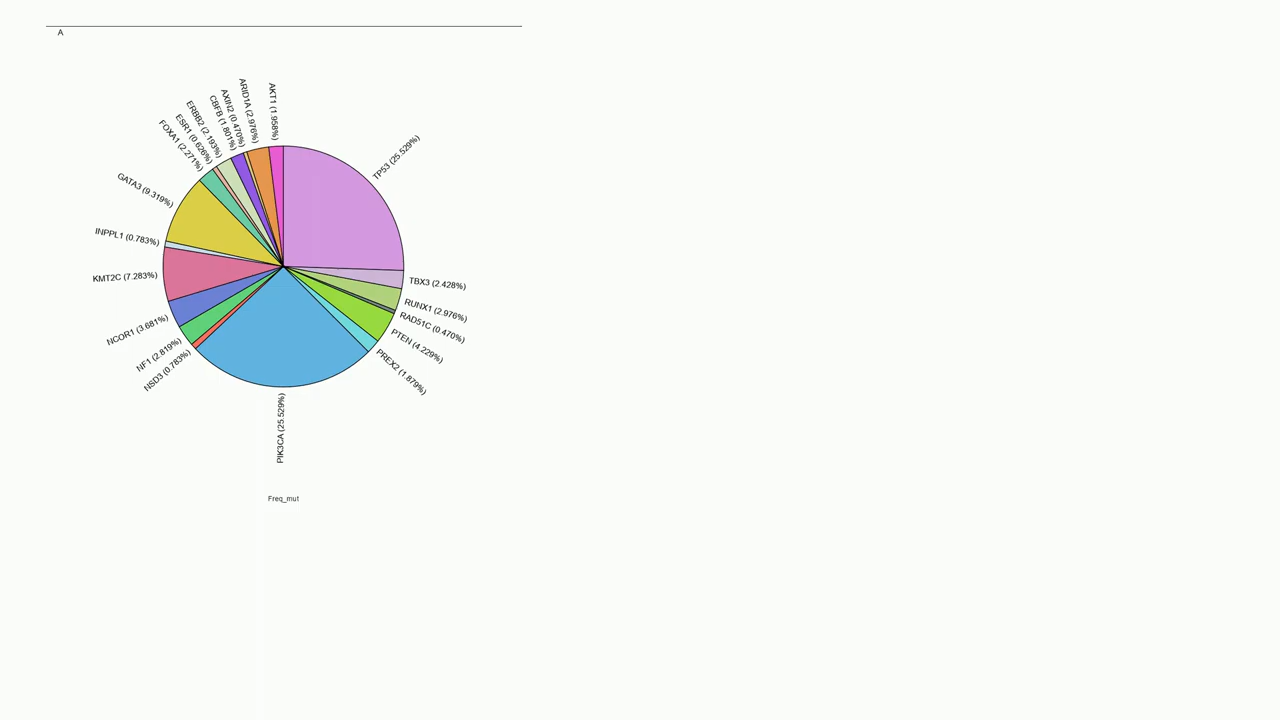 A
AKT1 (1.958%)
ARID1A (2.976%)
AXIN2 (0.470%)
CBFB (1.801%)
ERBB2 (2.193%)
ESR1 (0.626%)
FOXA1 (2.271%)
GATA3 (9.319%)
INPPL1 (0.783%)
KMT2C (7.283%)
NCOR1 (3.681%)
NF1 (2.819%)
NSD3 (0.783%)
PIK3CA (25.529%)
PREX2 (1.879%)
PTEN (4.229%)
RAD51C (0.470%)
RUNX1 (2.976%)
TBX3 (2.428%)
TP53 (25.529%)
Freq_mut